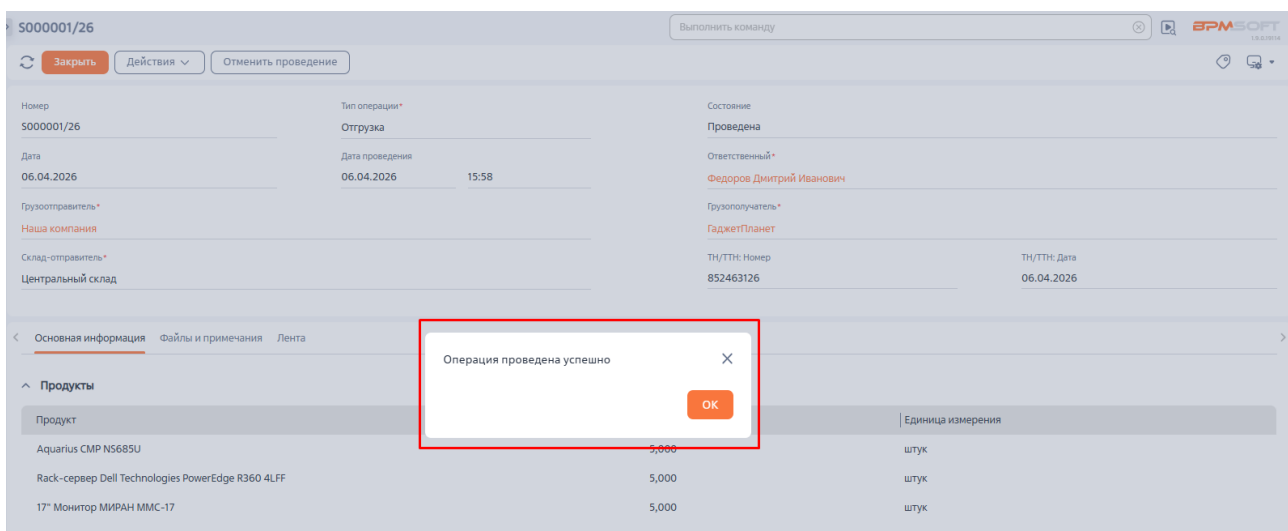 S000001/26
Выполнить команду
BPMSOFT
Закрыть
Действия
Отменить проведение
Номер
Тип операции*
Состояние
S000001/26
Отгрузка
Проведена
Дата
Дата проведения
Ответственный*
06.04.2026
06.04.2026
15:58
Федоров Дмитрий Иванович
Грузоотправитель*
Грузополучатель*
Наша компания
ГаджетПланет
Склад-отправитель*
ТН/ТТН: Номер
ТН/ТТН: Дата
Центральный склад
852463126
06.04.2026
Основная информация
Файлы и примечания
Лента
Операция проведена успешно
ОК
Продукты
Продукт
Единица измерения
Aquarius CMP NS685U
5,000
штук
Rack-сервер Dell Technologies PowerEdge R360 4LFF
5,000
штук
17" Монитор МИРАН ММС-17
5,000
штук